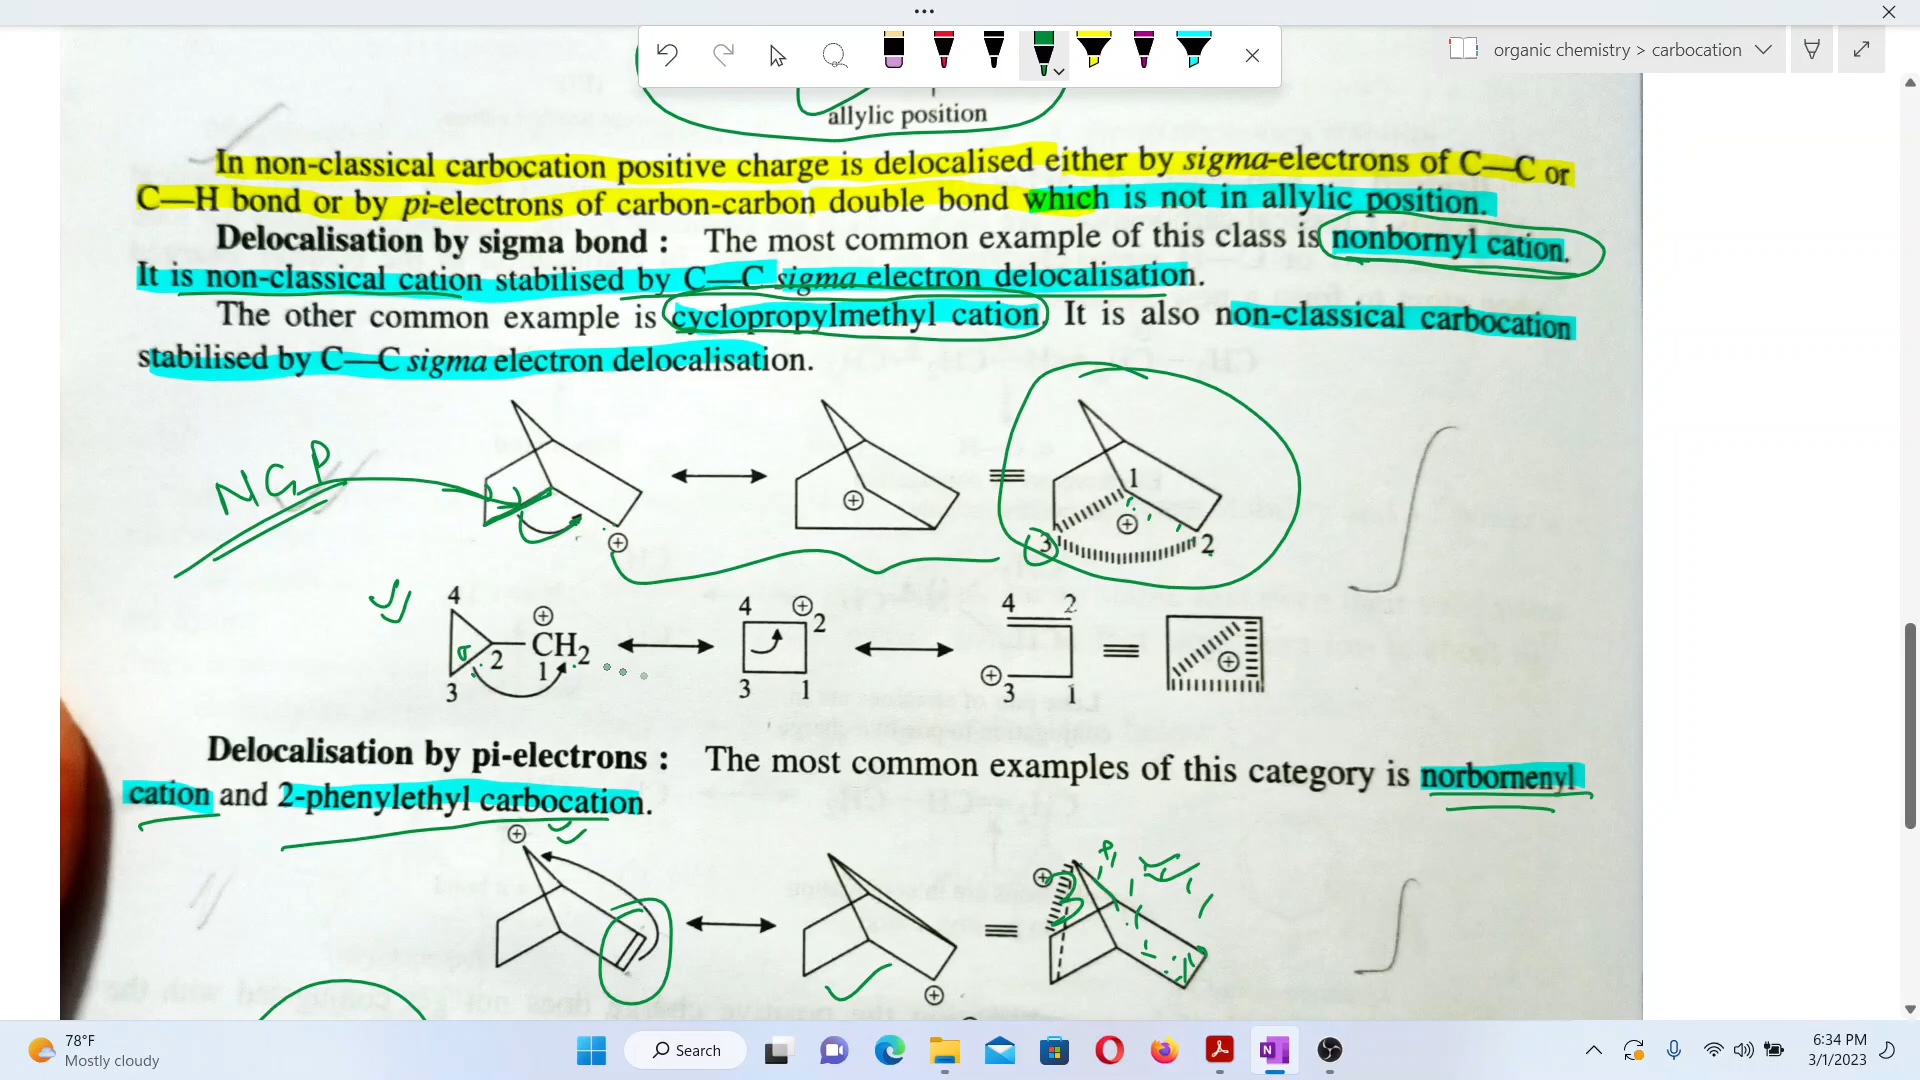 organic chemistry > carbocation
allylic position
In non-classical carbocation positive charge is delocalised either by sigma-electrons of C—C or
C—H bond or by pi-electrons of carbon-carbon double bond which is not in allylic position.
Delocalisation by sigma bond : The most common example of this class is nonbornyl cation.
It is non-classical cation stabilised by C—C sigma electron delocalisation.
The other common example is cyclopropylmethyl cation. It is also non-classical carbocation
stabilised by C—C sigma electron delocalisation.
NGP
⊕ ↔ ⊕ ≡ 1 ⊕ 3 2
4 ⊕ 4 ⊕ 2 4 2
σ 2 CH₂ ↔ ↔ ≡ ⊕
3 1 3 1 ⊕ 3 1
Delocalisation by pi-electrons : The most common examples of this category is norbornenyl
cation and 2-phenylethyl carbocation.
⊕ ↔ ⊕ ≡ ⊕
78°F
Mostly cloudy
Search
6:34 PM
3/1/2023